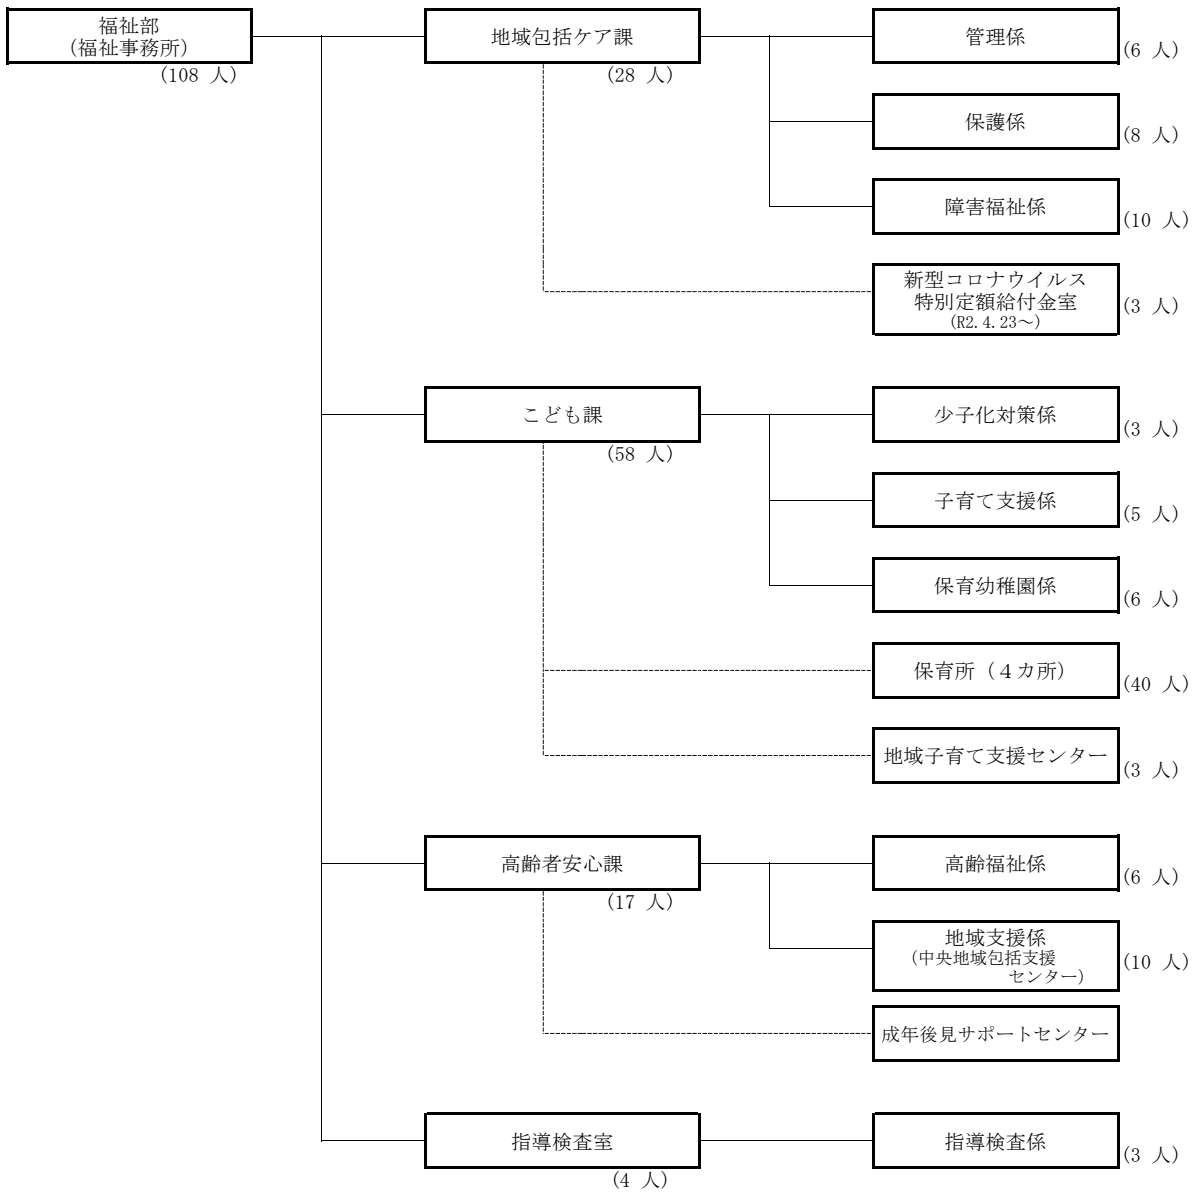 福祉部
（福祉事務所）
(108 人)
地域包括ケア課
(28 人)
管理係
(6 人)
保護係
(8 人)
障害福祉係
(10 人)
新型コロナウイルス
特別定額給付金室
(R2.4.23～)
(3 人)
こども課
(58 人)
少子化対策係
(3 人)
子育て支援係
(5 人)
保育幼稚園係
(6 人)
保育所（４カ所）
(40 人)
地域子育て支援センター
(3 人)
高齢者安心課
(17 人)
高齢福祉係
(6 人)
地域支援係
（中央地域包括支援
センター）
(10 人)
成年後見サポートセンター
指導検査室
(4 人)
指導検査係
(3 人)